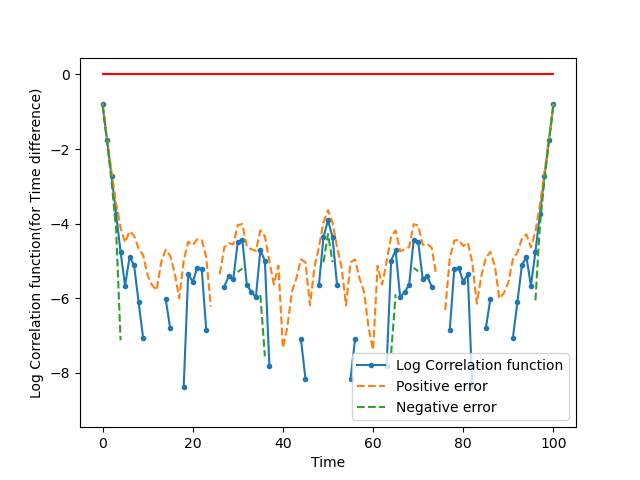 Log Correlation function(for Time difference)
0
−2
−4
−6
−8
0
20
40
60
80
100
Time
Log Correlation function
Positive error
Negative error